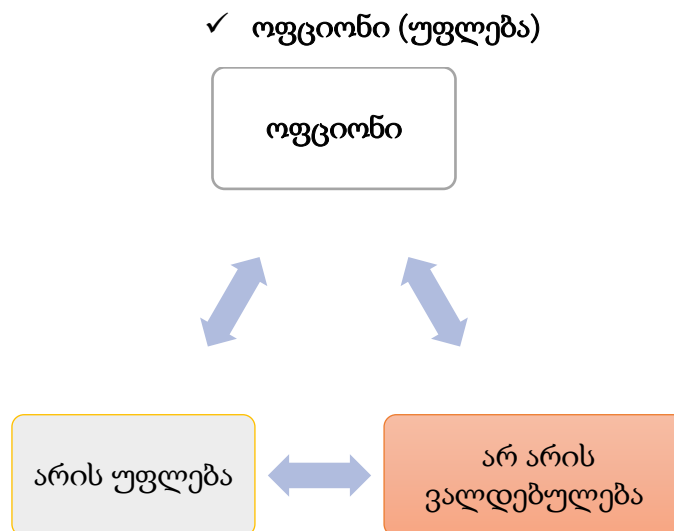 ✓ ოფციონი (უფლება)
ოფციონი
არის უფლება
არ არის
ვალდებულება